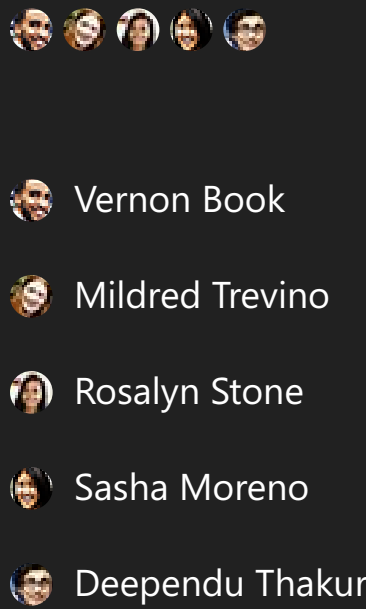 Vernon Book
Mildred Trevino
Rosalyn Stone
Sasha Moreno
Deependu Thakur